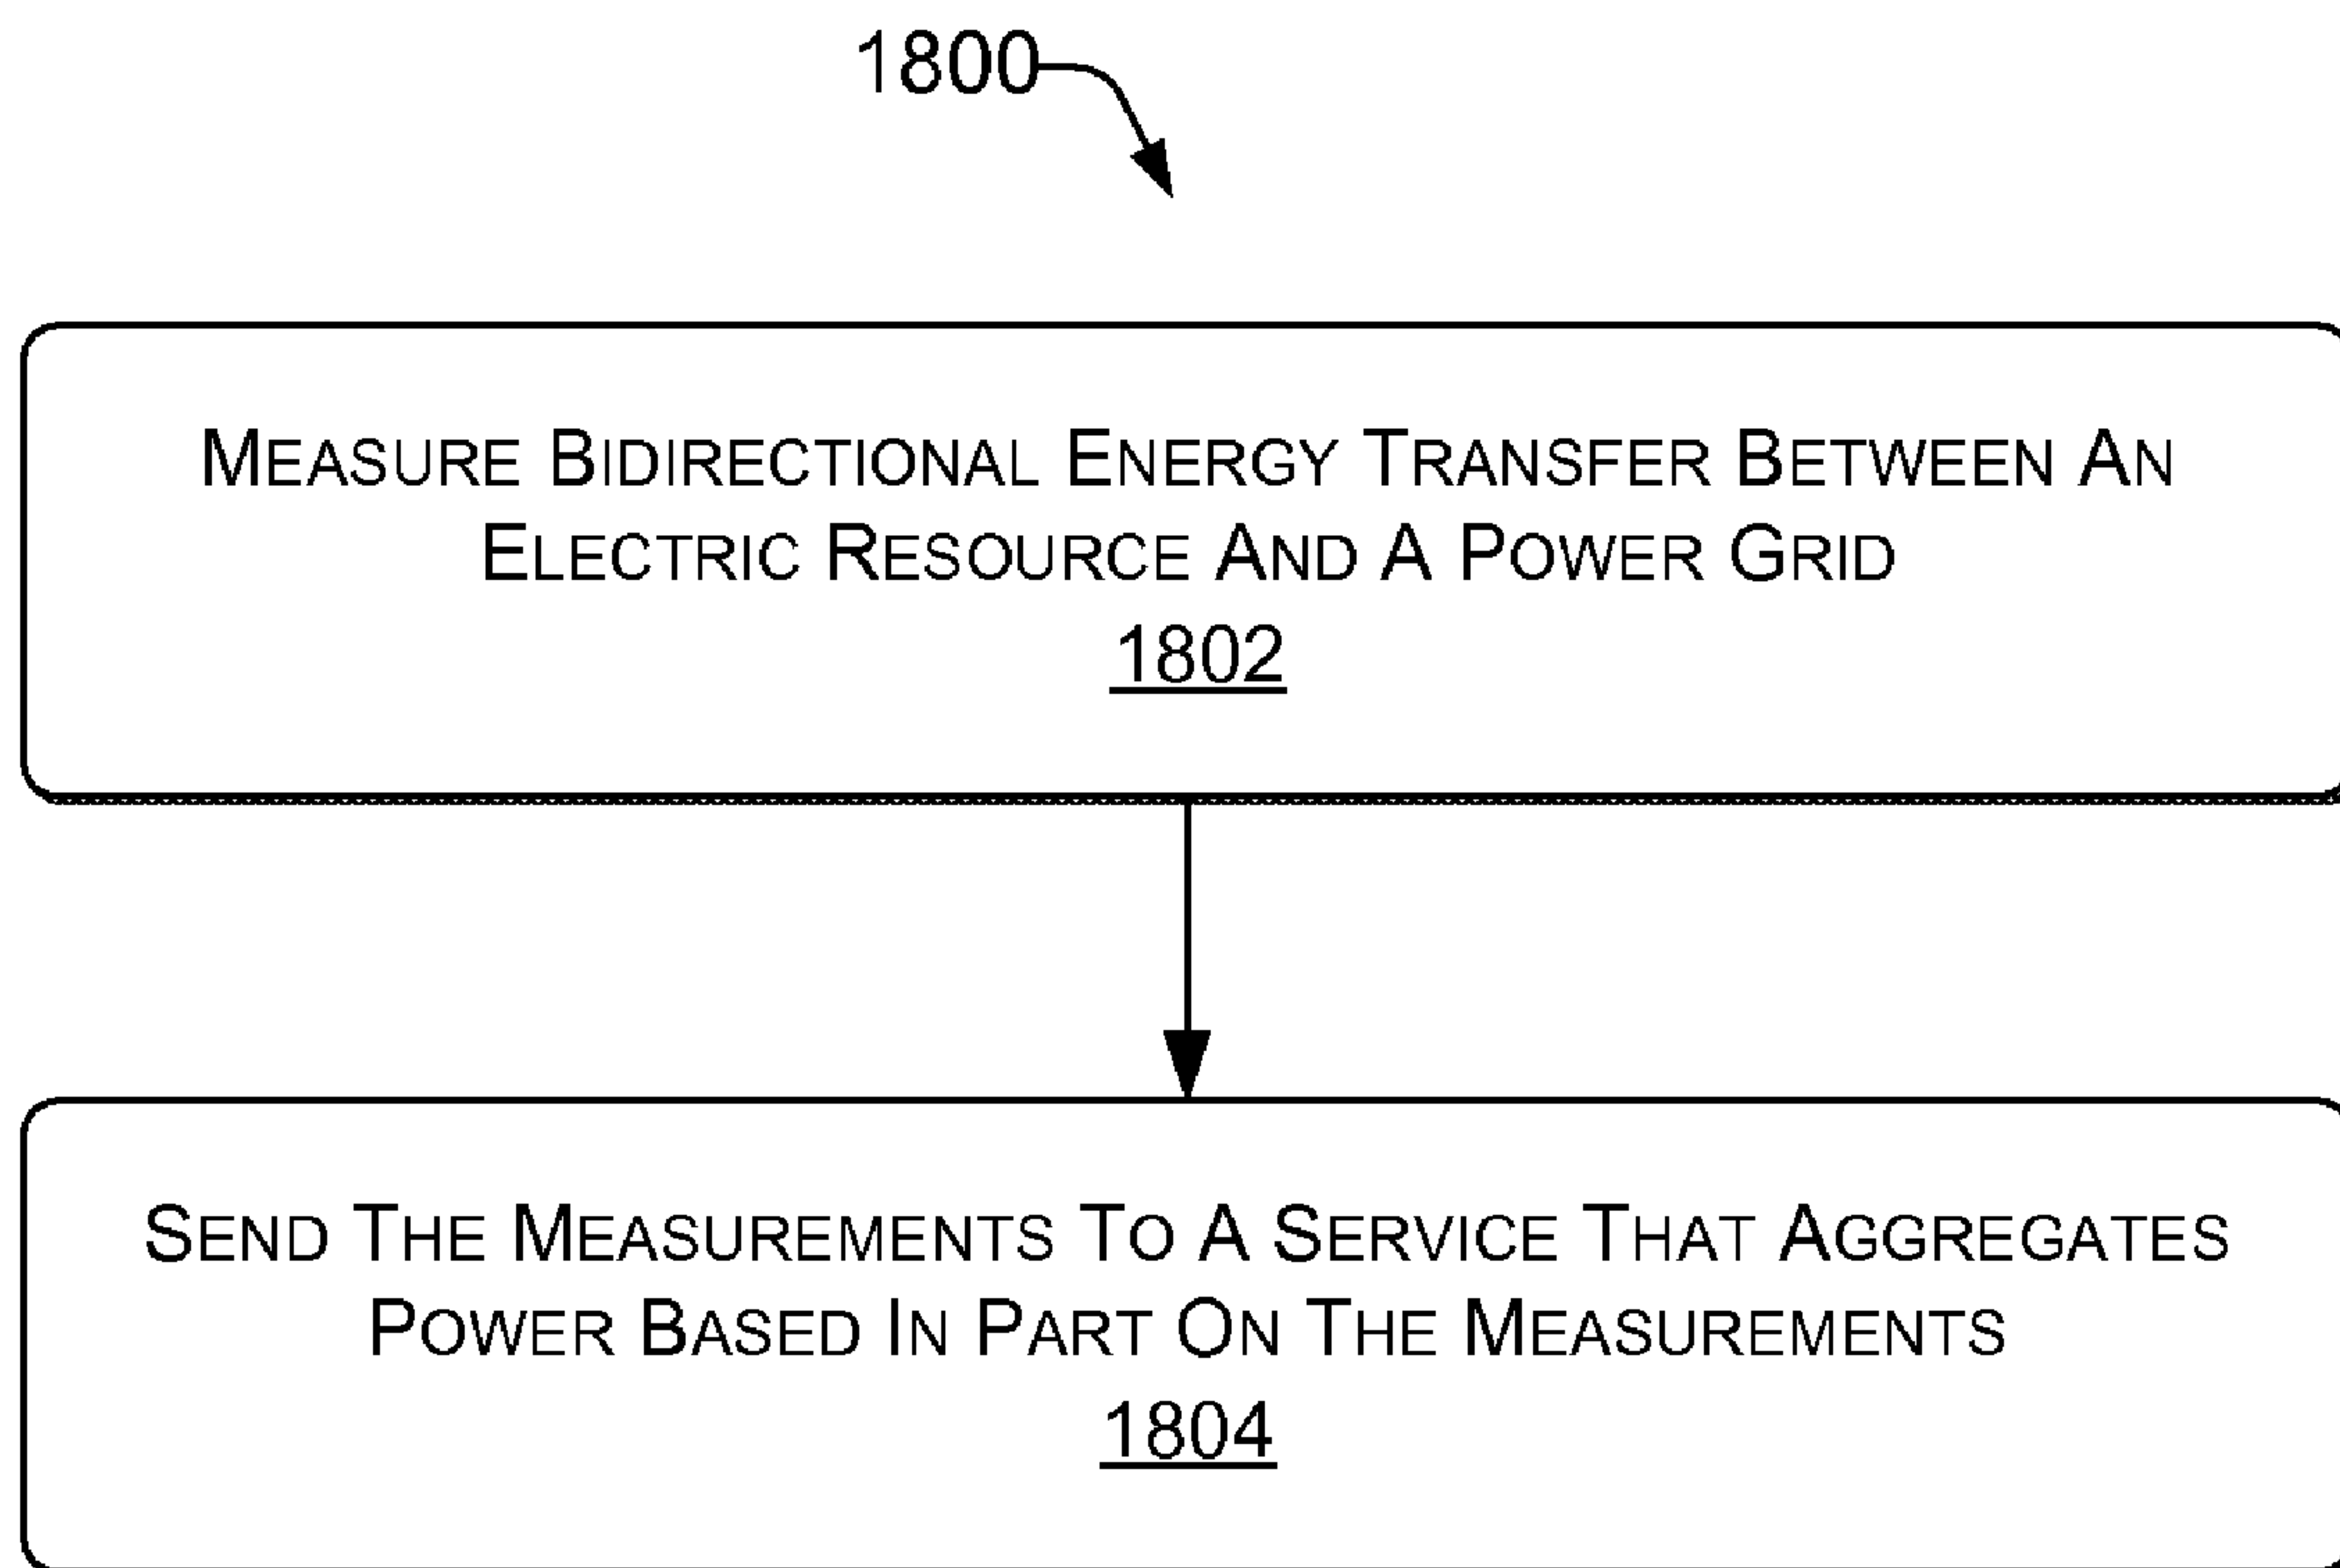 1800
MEASURE BIDIRECTIONAL ENERGY TRANSFER BETWEEN AN
ELECTRIC RESOURCE AND A POWER GRID
1802
SEND THE MEASUREMENTS TO A SERVICE THAT AGGREGATES
POWER BASED IN PART ON THE MEASUREMENTS
1804